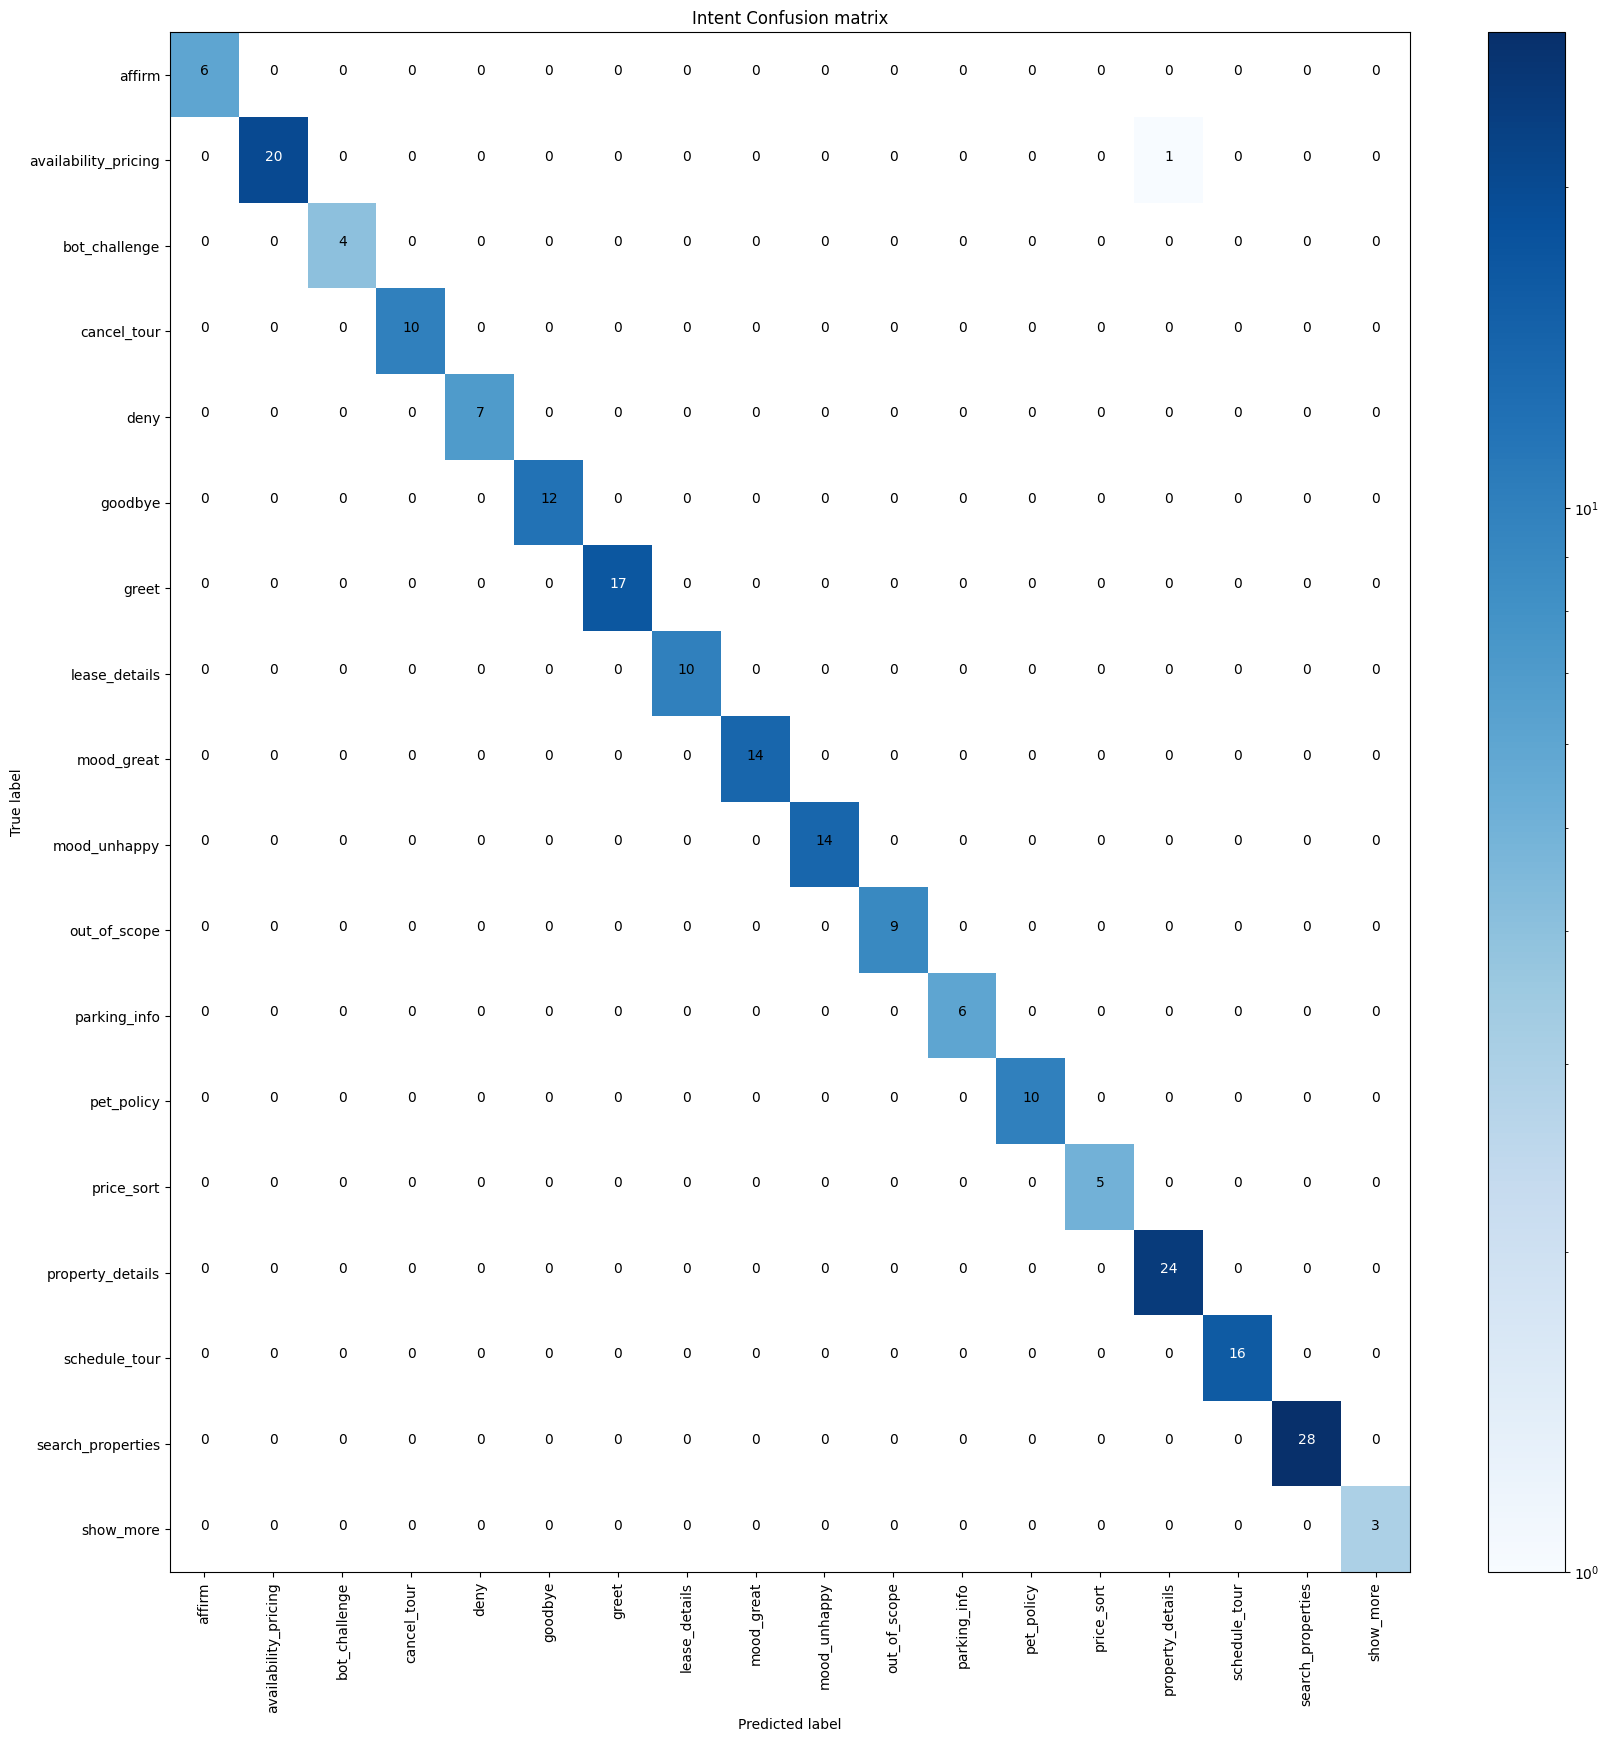 Intent Confusion matrix
affirm 6 0 0 0 0 0 0 0 0 0 0 0 0 0 0 0 0 0
availability_pricing 0 20 0 0 0 0 0 0 0 0 0 0 0 0 1 0 0 0
bot_challenge 0 0 4 0 0 0 0 0 0 0 0 0 0 0 0 0 0 0
cancel_tour 0 0 0 10 0 0 0 0 0 0 0 0 0 0 0 0 0 0
deny 0 0 0 0 7 0 0 0 0 0 0 0 0 0 0 0 0 0
goodbye 0 0 0 0 0 12 0 0 0 0 0 0 0 0 0 0 0 0
10¹
greet 0 0 0 0 0 0 17 0 0 0 0 0 0 0 0 0 0 0
lease_details 0 0 0 0 0 0 0 10 0 0 0 0 0 0 0 0 0 0
mood_great 0 0 0 0 0 0 0 0 14 0 0 0 0 0 0 0 0 0
True label
mood_unhappy 0 0 0 0 0 0 0 0 0 14 0 0 0 0 0 0 0 0
out_of_scope 0 0 0 0 0 0 0 0 0 0 9 0 0 0 0 0 0 0
parking_info 0 0 0 0 0 0 0 0 0 0 0 6 0 0 0 0 0 0
pet_policy 0 0 0 0 0 0 0 0 0 0 0 0 10 0 0 0 0 0
price_sort 0 0 0 0 0 0 0 0 0 0 0 0 0 5 0 0 0 0
property_details 0 0 0 0 0 0 0 0 0 0 0 0 0 0 24 0 0 0
schedule_tour 0 0 0 0 0 0 0 0 0 0 0 0 0 0 0 16 0 0
search_properties 0 0 0 0 0 0 0 0 0 0 0 0 0 0 0 0 28 0
show_more 0 0 0 0 0 0 0 0 0 0 0 0 0 0 0 0 0 3
10⁰
affirm
availability_pricing
bot_challenge
cancel_tour
deny
goodbye
greet
lease_details
mood_great
mood_unhappy
out_of_scope
parking_info
pet_policy
price_sort
property_details
schedule_tour
search_properties
show_more
Predicted label